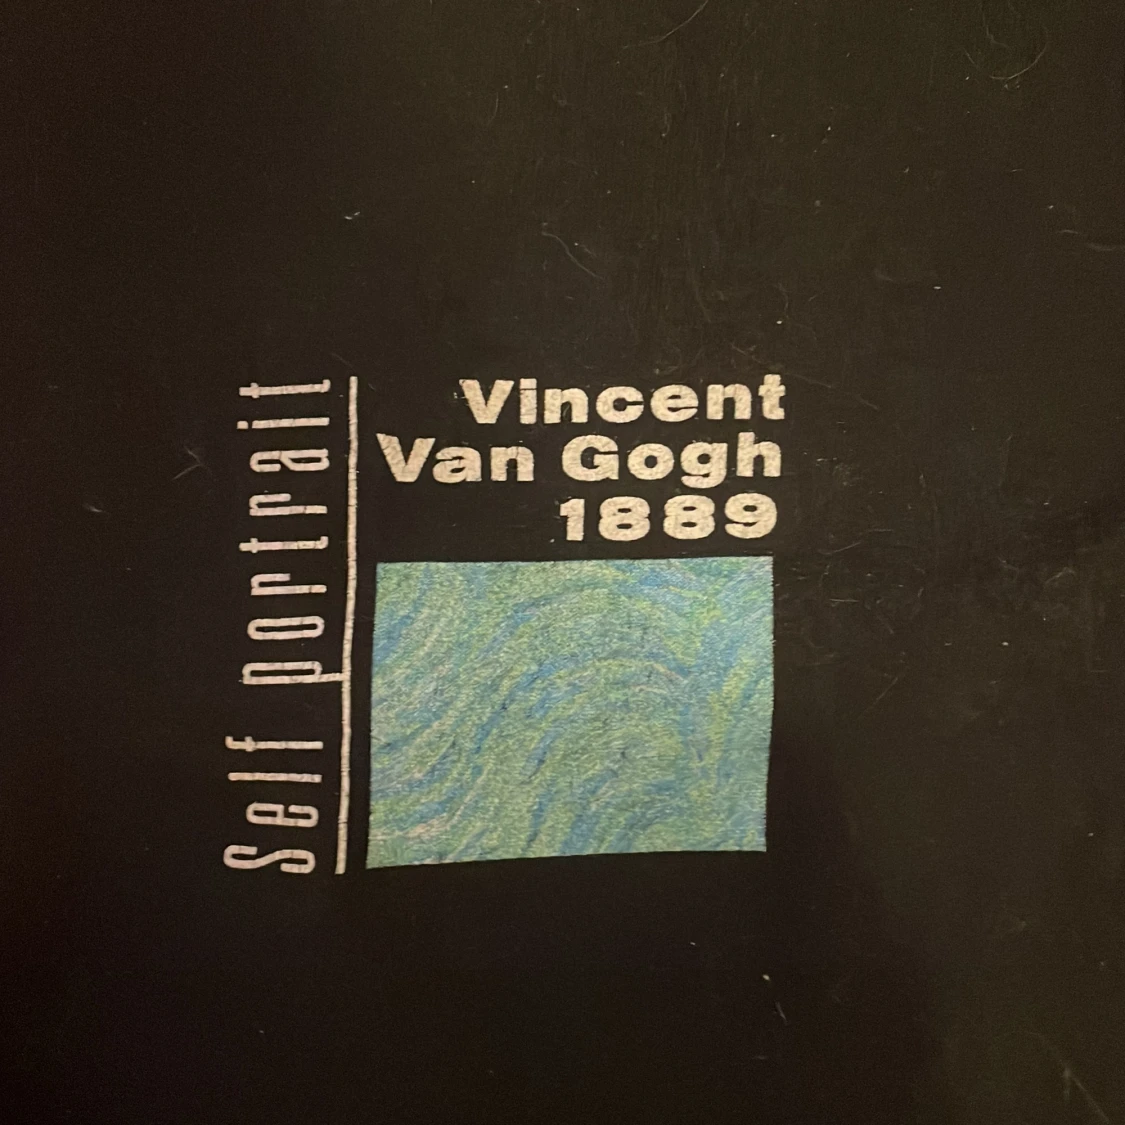 Self portrait
Vincent
Van Gogh
1889